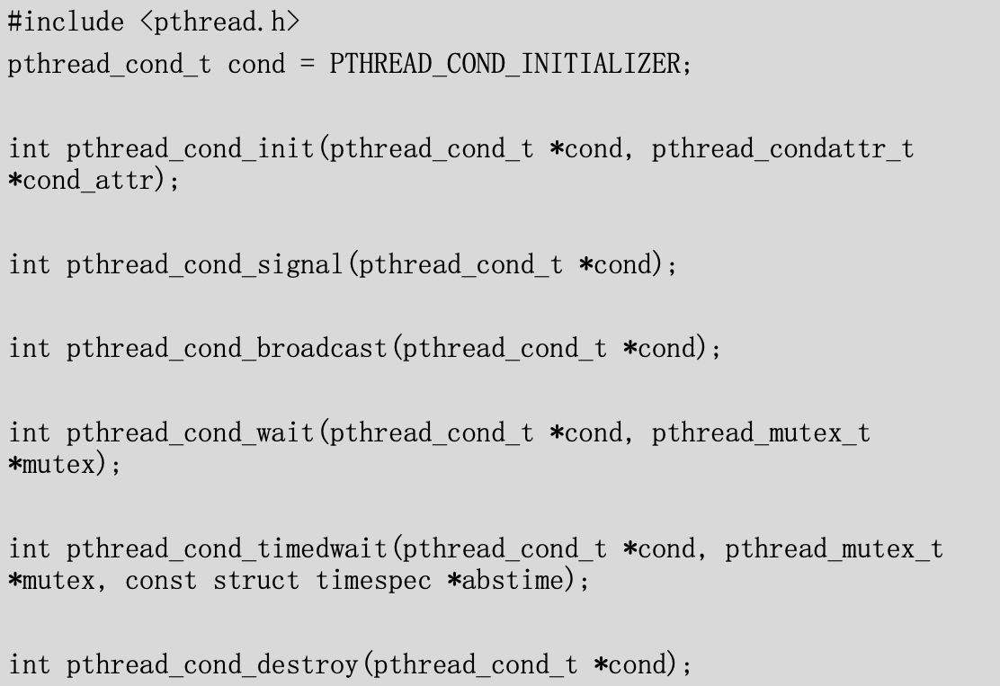 #include <pthread.h>
pthread_cond_t cond = PTHREAD_COND_INITIALIZER;
int pthread_cond_init(pthread_cond_t *cond, pthread_condattr_t
*cond_attr);
int pthread_cond_signal(pthread_cond_t *cond);
int pthread_cond_broadcast(pthread_cond_t *cond);
int pthread_cond_wait(pthread_cond_t *cond, pthread_mutex_t
*mutex);
int pthread_cond_timedwait(pthread_cond_t *cond, pthread_mutex_t
*mutex, const struct timespec *abstime);
int pthread_cond_destroy(pthread_cond_t *cond);